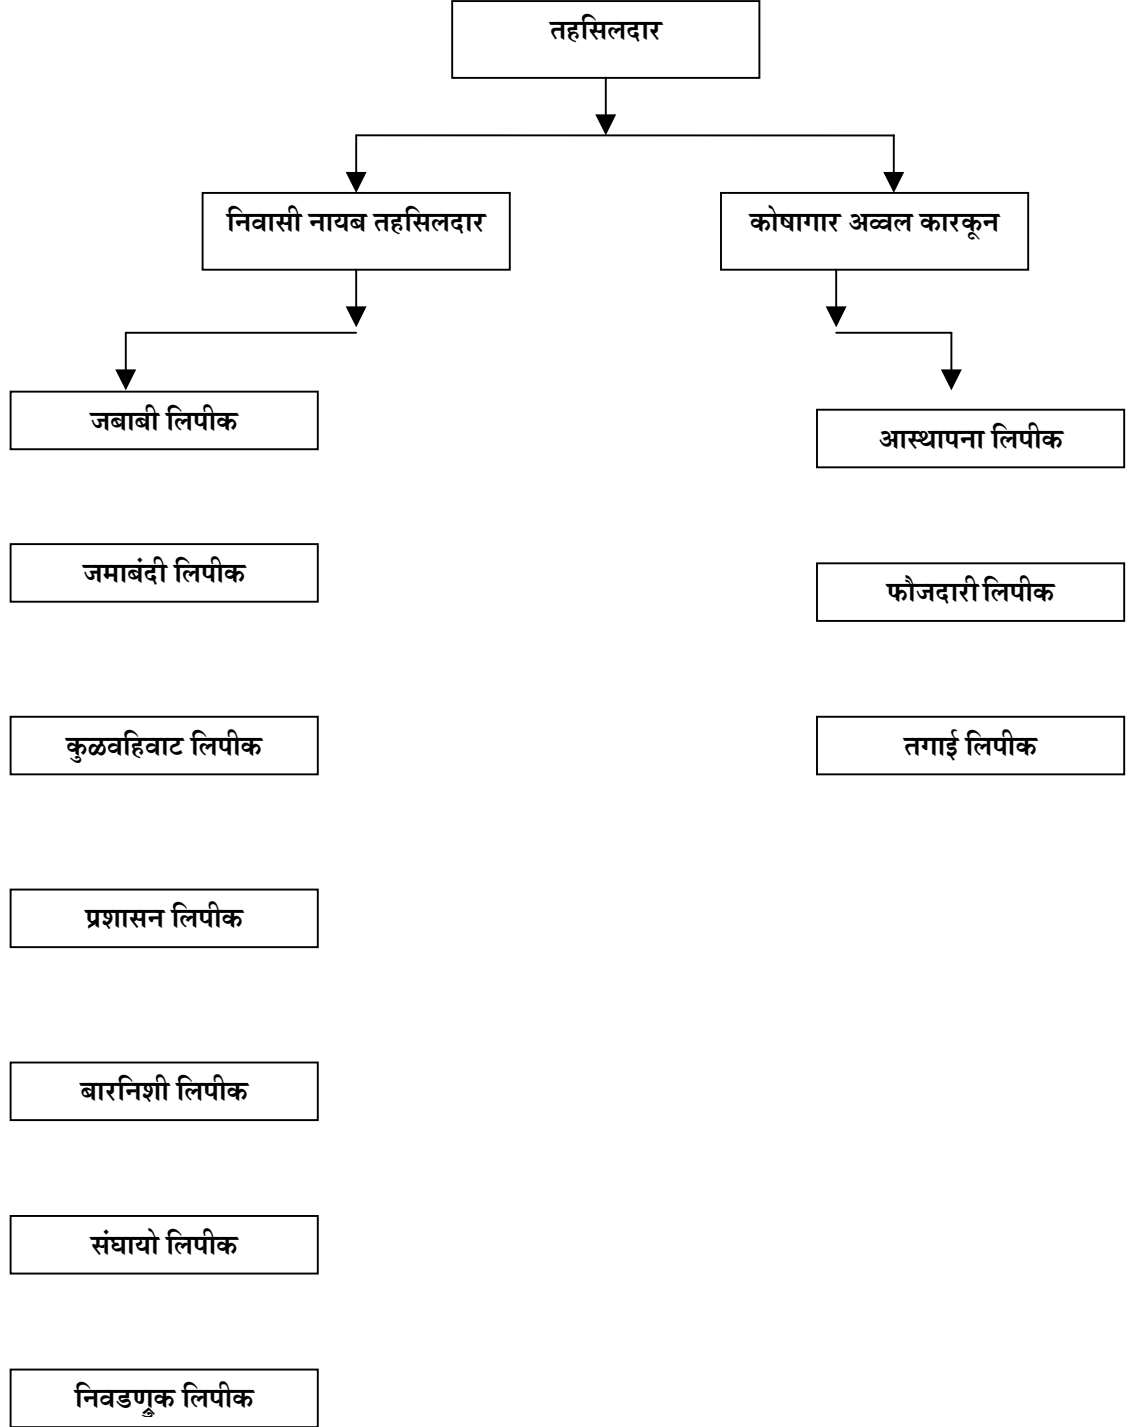 तहसिलदार
निवासी नायब तहसिलदार
कोषागार अव्वल कारकून
जबाबी लिपीक
आस्थापना लिपीक
जमाबंदी लिपीक
फौजदारी लिपीक
कुळवहिवाट लिपीक
तगाई लिपीक
प्रशासन लिपीक
बारनिशी लिपीक
संघायो लिपीक
निवडणूक लिपीक